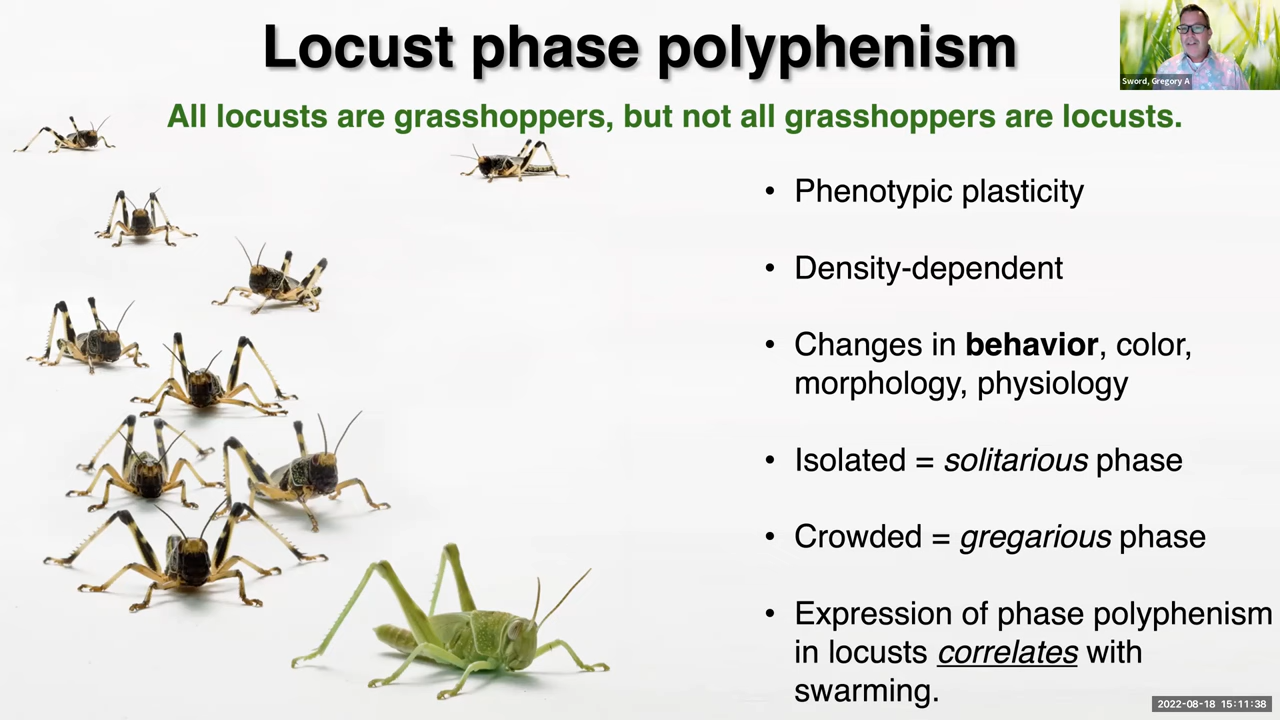 Locust phase polyphenism
Sword, Gregory A
All locusts are grasshoppers, but not all grasshoppers are locusts.
• Phenotypic plasticity
• Density-dependent
• Changes in behavior, color,
morphology, physiology
• Isolated = solitarious phase
• Crowded = gregarious phase
• Expression of phase polyphenism
in locusts correlates with
swarming.
2022-08-18 15:11:38